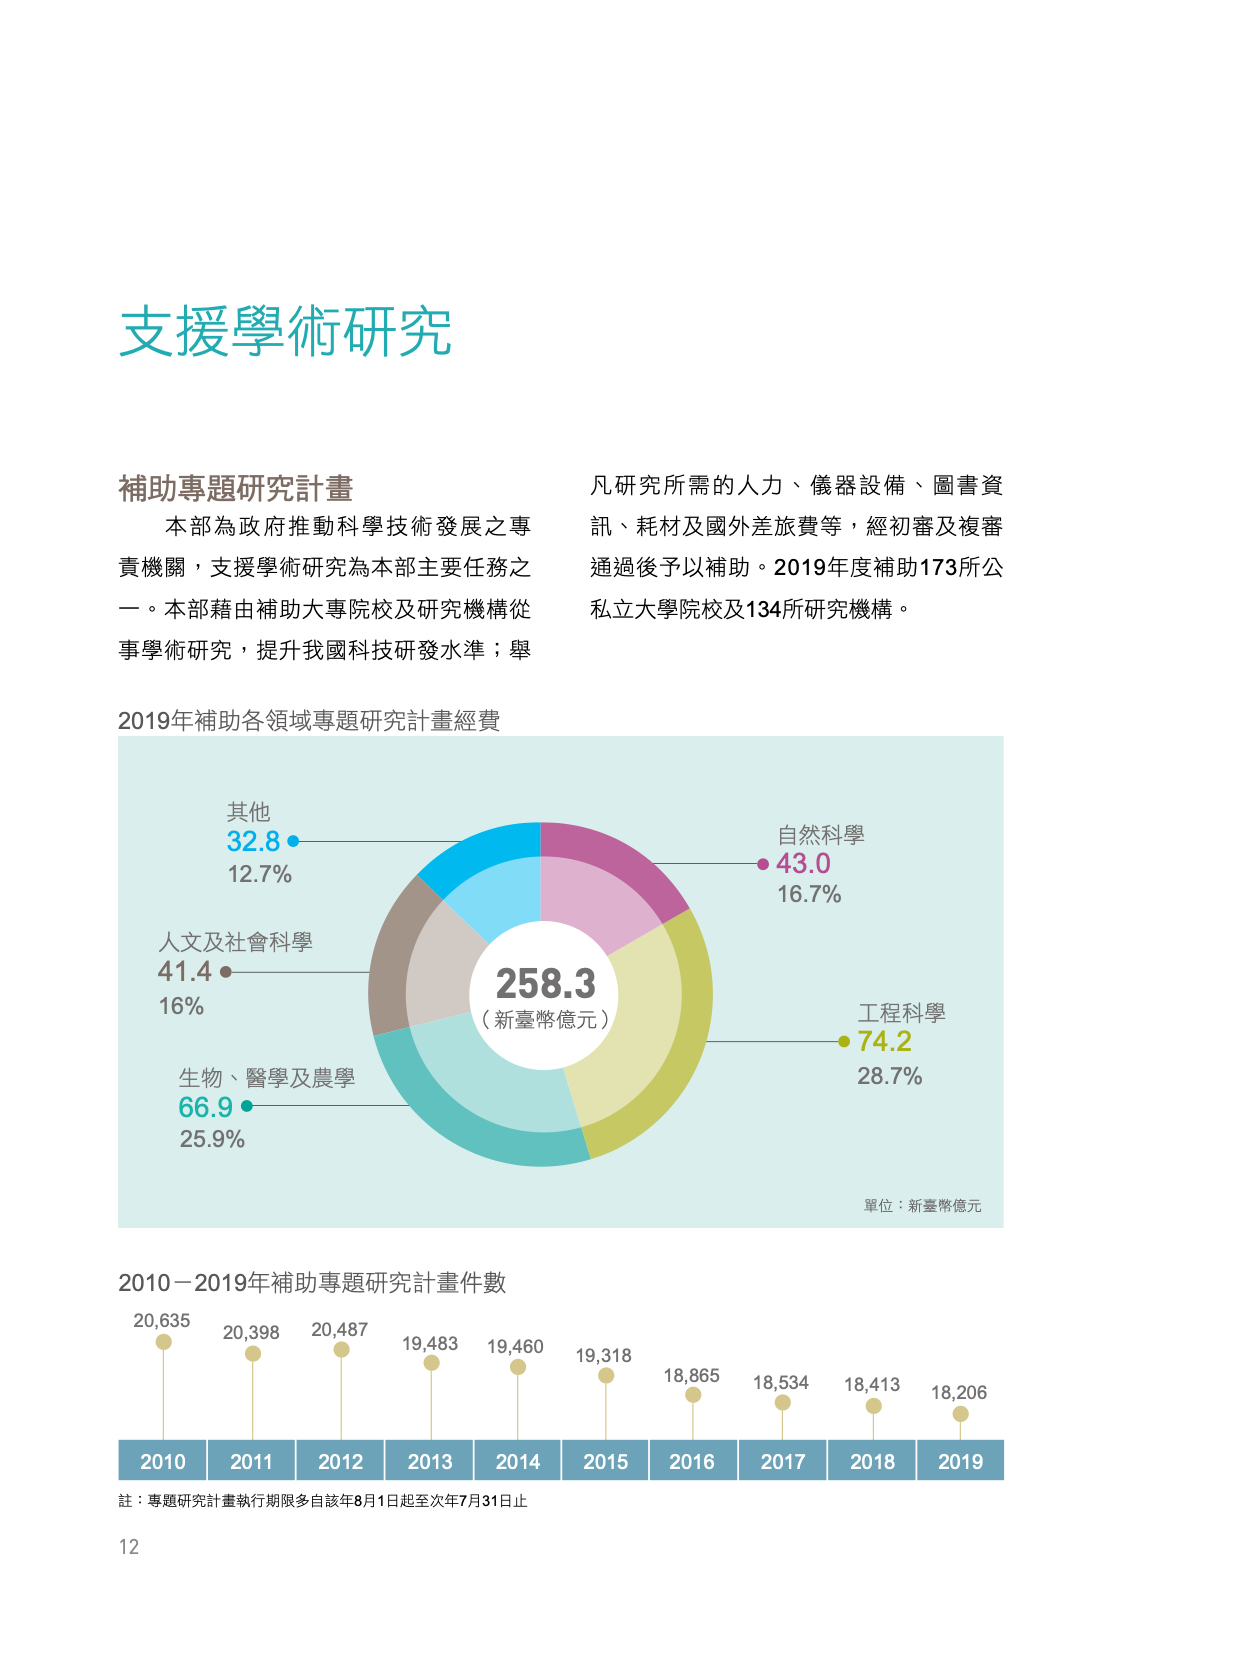 支援學術研究
補助專題研究計畫
本部為政府推動科學技術發展之專
責機關，支援學術研究為本部主要任務之
一。本部藉由補助大專院校及研究機構從
事學術研究，提升我國科技研發水準；舉
凡研究所需的人力、儀器設備、圖書資
訊、耗材及國外差旅費等，經初審及複審
通過後予以補助。2019年度補助173所公
私立大學院校及134所研究機構。
2019年補助各領域專題研究計畫經費
其他
32.8
12.7%
自然科學
43.0
16.7%
人文及社會科學
41.4
16%
258.3
（新臺幣億元）
工程科學
74.2
28.7%
生物、醫學及農學
66.9
25.9%
單位：新臺幣億元
2010－2019年補助專題研究計畫件數
20,635
20,398
20,487
19,483
19,460
19,318
18,865
18,534
18,413
18,206
2010
2011
2012
2013
2014
2015
2016
2017
2018
2019
註：專題研究計畫執行期限多自該年8月1日起至次年7月31日止
12